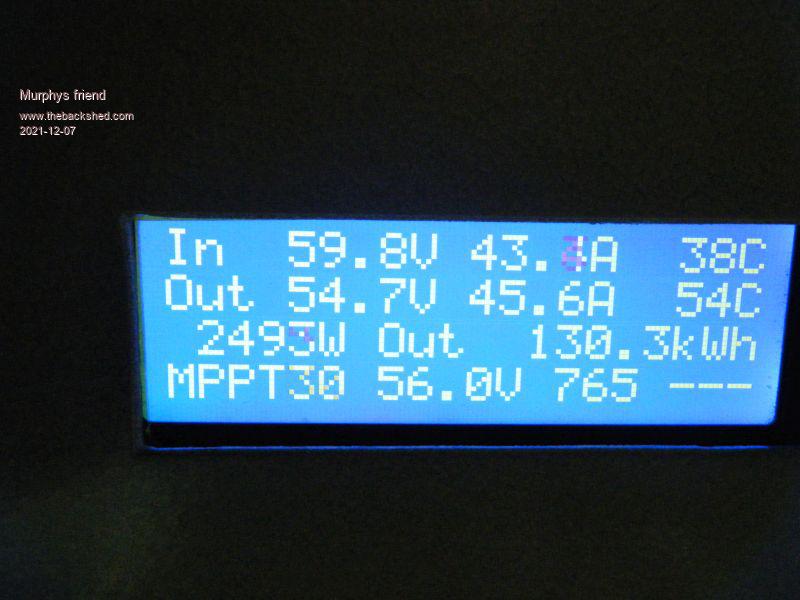 Murphys friend
www.thebackshed.com
2021-12-07
In 59.8V 38C
Out 54.7V 45.6A 54C
2493W Out 130.3kWh
MPPT30 56.0V 765 ---